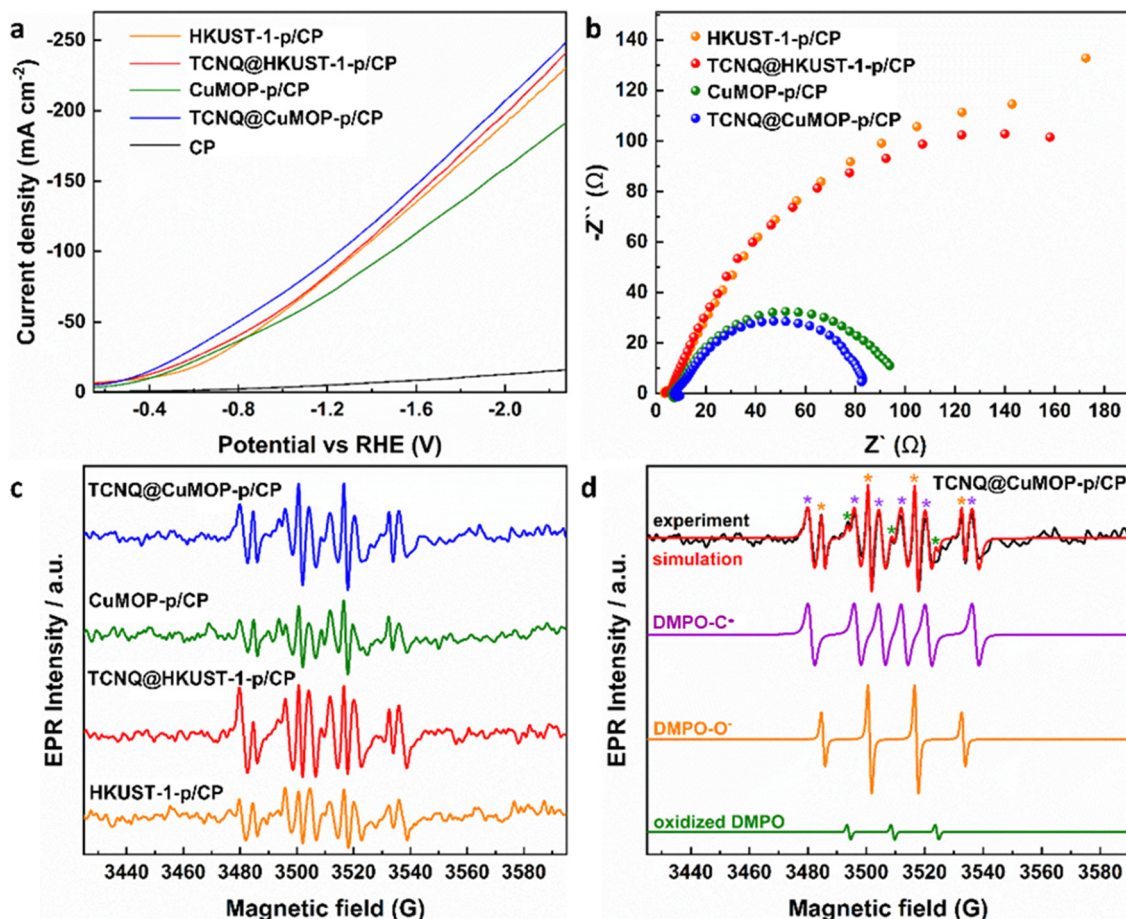 a
HKUST-1-p/CP
TCNQ@HKUST-1-p/CP
CuMOP-p/CP
TCNQ@CuMOP-p/CP
CP
Current density (mA cm⁻²)
-250
-200
-150
-100
-50
0
-0.4 -0.8 -1.2 -1.6 -2.0
Potential vs RHE (V)
b
HKUST-1-p/CP
TCNQ@HKUST-1-p/CP
CuMOP-p/CP
TCNQ@CuMOP-p/CP
-Z`` (Ω)
140
120
100
80
60
40
20
0
0 20 40 60 80 100 120 140 160 180
Z` (Ω)
c
TCNQ@CuMOP-p/CP
CuMOP-p/CP
TCNQ@HKUST-1-p/CP
HKUST-1-p/CP
EPR Intensity / a.u.
3440 3460 3480 3500 3520 3540 3560 3580
Magnetic field (G)
d
TCNQ@CuMOP-p/CP
experiment
simulation
DMPO-C•
DMPO-O⁻
oxidized DMPO
EPR Intensity / a.u.
3440 3460 3480 3500 3520 3540 3560 3580
Magnetic field (G)